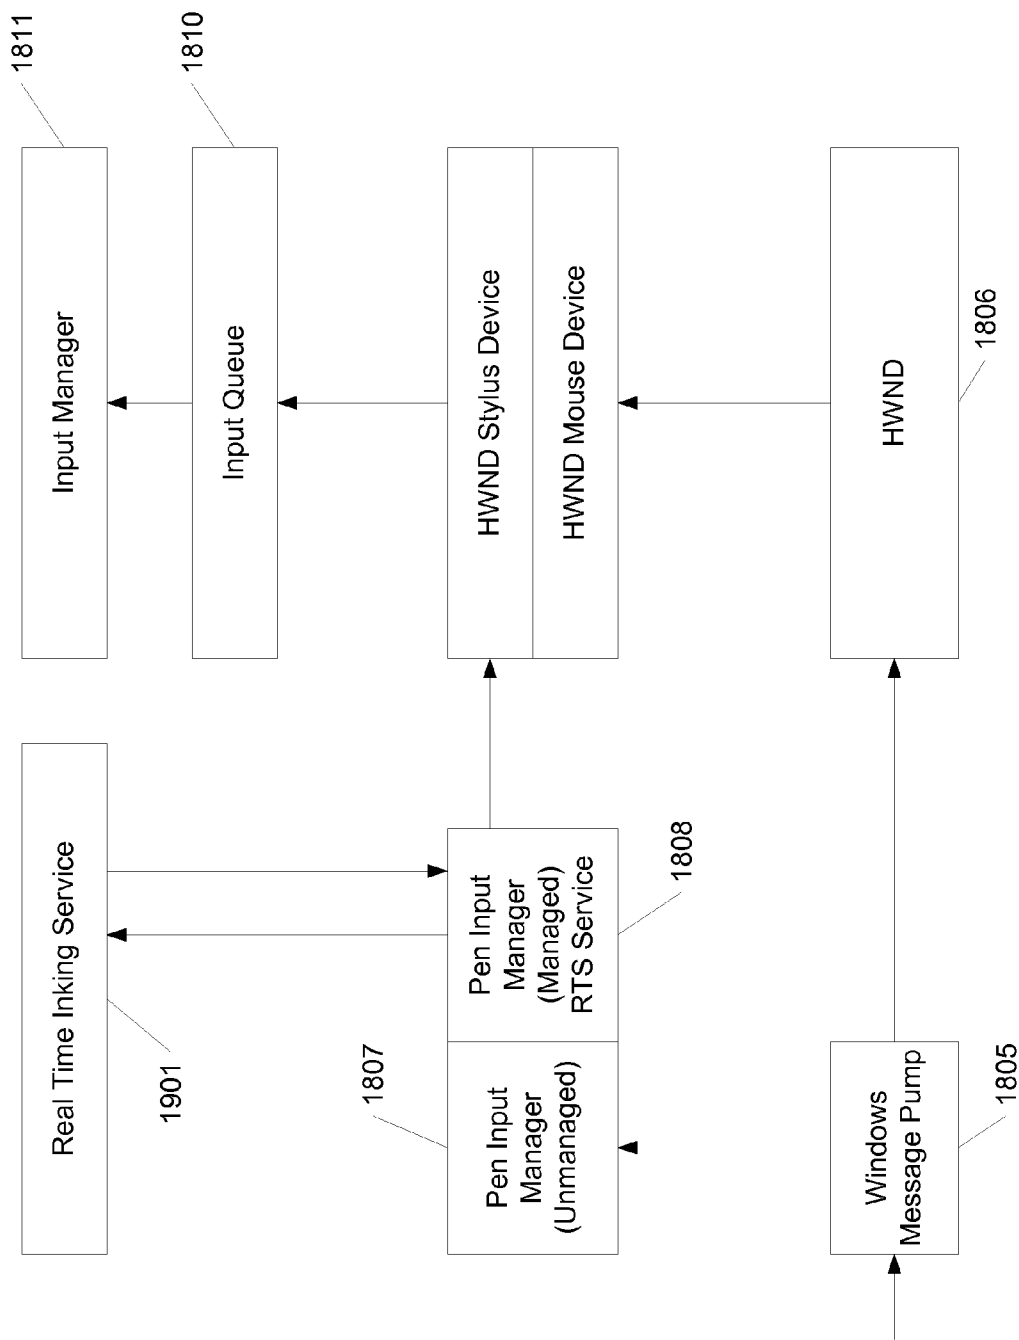 Real Time Inking Service
1901
Input Manager
1811
Input Queue
1810
1807
Pen Input
Manager
(Unmanaged)
Pen Input
Manager
(Managed)
RTS Service
1808
HWND Stylus Device
HWND Mouse Device
Windows
Message Pump
1805
HWND
1806